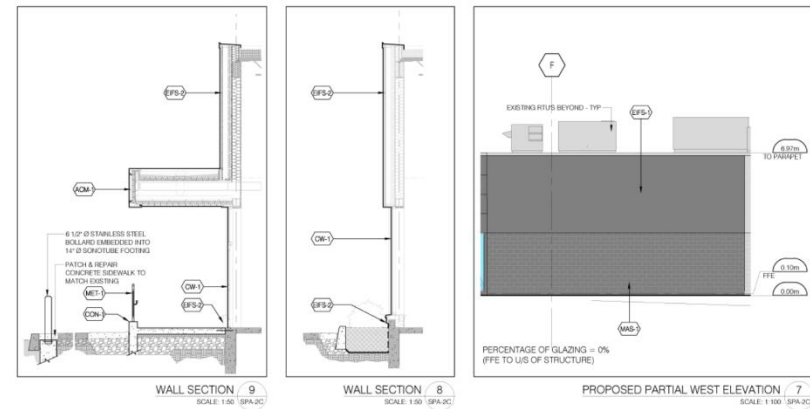 EIFS-2
ACM-1
6 1/2" Ø STAINLESS STEEL
BOLLARD EMBEDDED INTO
14" Ø SONOTUBE FOOTING
PATCH & REPAIR
CONCRETE SIDEWALK TO
MATCH EXISTING
MET-1
CW-1
CON-1
EIFS-2
WALL SECTION 9
SCALE: 1:50 SPA-2C
EIFS-2
CW-1
EIFS-2
WALL SECTION 8
SCALE: 1:50 SPA-2C
F
EXISTING RTU'S BEYOND - TYP
EIFS-1
6.97m
TO PARAPET
0.10m
FFE
0.00m
MAS-1
PERCENTAGE OF GLAZING = 0%
(FFE TO U/S OF STRUCTURE)
PROPOSED PARTIAL WEST ELEVATION 7
SCALE: 1:100 SPA-2C